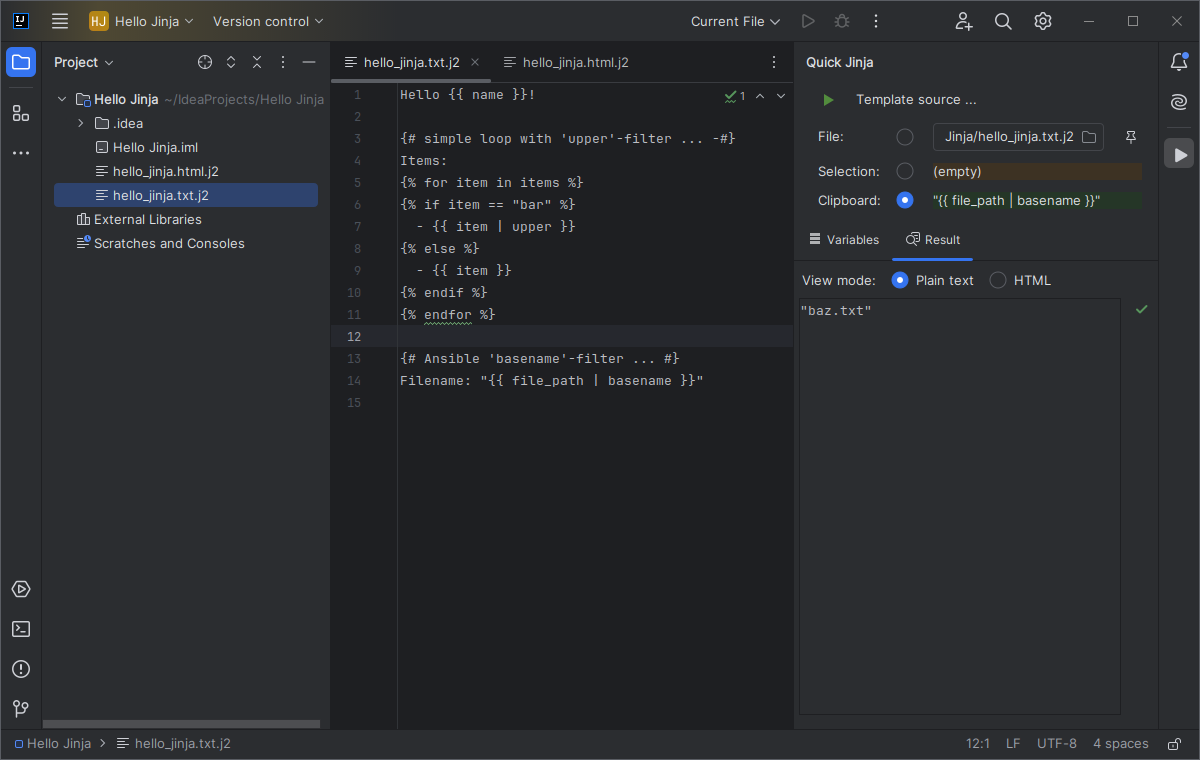 HJ Hello Jinja Version control Current File
Project
Hello Jinja ~/IdeaProjects/Hello Jinja
.idea
Hello Jinja.iml
hello_jinja.html.j2
hello_jinja.txt.j2
External Libraries
Scratches and Consoles
hello_jinja.txt.j2 hello_jinja.html.j2
1 Hello {{ name }}! 1
2
3 {# simple loop with 'upper'-filter ... -#}
4 Items:
5 {% for item in items %}
6 {% if item == "bar" %}
7   - {{ item | upper }}
8 {% else %}
9   - {{ item }}
10 {% endif %}
11 {% endfor %}
12
13 {# Ansible 'basename'-filter ... #}
14 Filename: "{{ file_path | basename }}"
15
Quick Jinja
Template source ...
File: Jinja/hello_jinja.txt.j2
Selection: (empty)
Clipboard: "{{ file_path | basename }}"
Variables Result
View mode: Plain text HTML
"baz.txt"
Hello Jinja hello_jinja.txt.j2 12:1 LF UTF-8 4 spaces